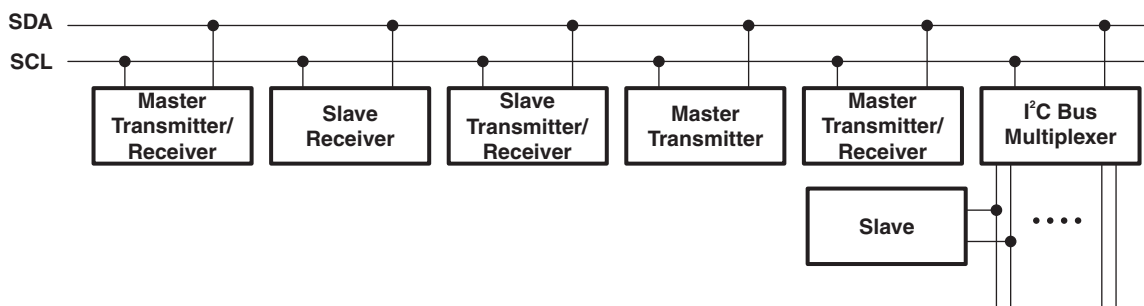 SDA
SCL
Master
Transmitter/
Receiver
Slave
Receiver
Slave
Transmitter/
Receiver
Master
Transmitter
Master
Transmitter/
Receiver
I²C Bus
Multiplexer
Slave